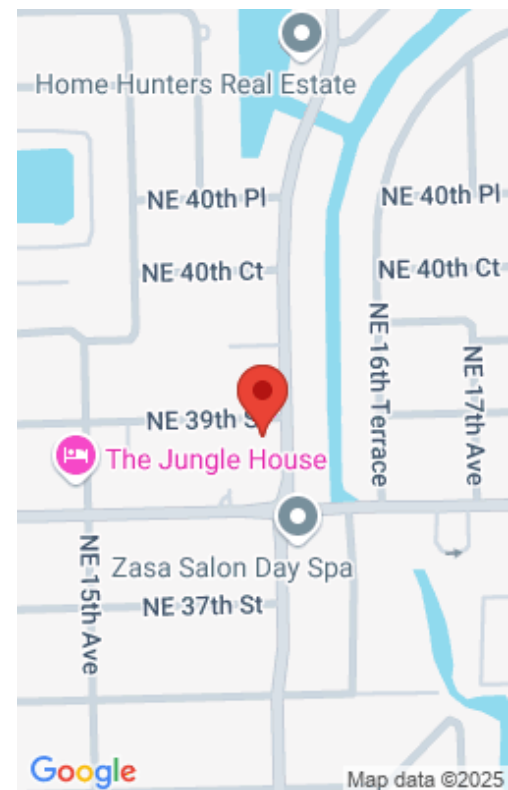 Home Hunters Real Estate
NE 40th Pl
NE 40th Pl
NE 40th Ct
NE 40th Ct
NE 16th Terrace
NE 17th Ave
NE 39th S
The Jungle House
Zasa Salon Day Spa
NE 15th Ave
NE 37th St
Google
Map data ©2025